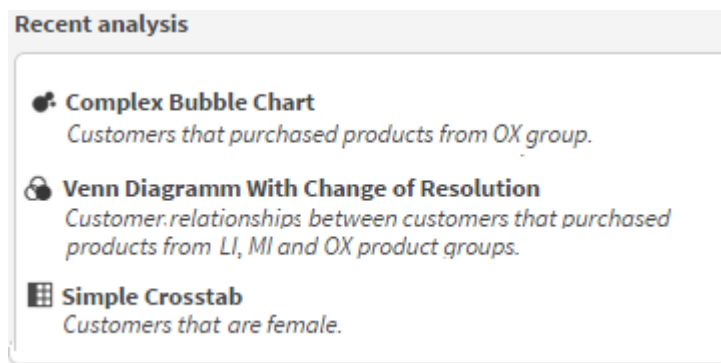 Recent analysis
Complex Bubble Chart
Customers that purchased products from OX group.
Venn Diagramm With Change of Resolution
Customer relationships between customers that purchased
products from LI, MI and OX product groups.
Simple Crosstab
Customers that are female.